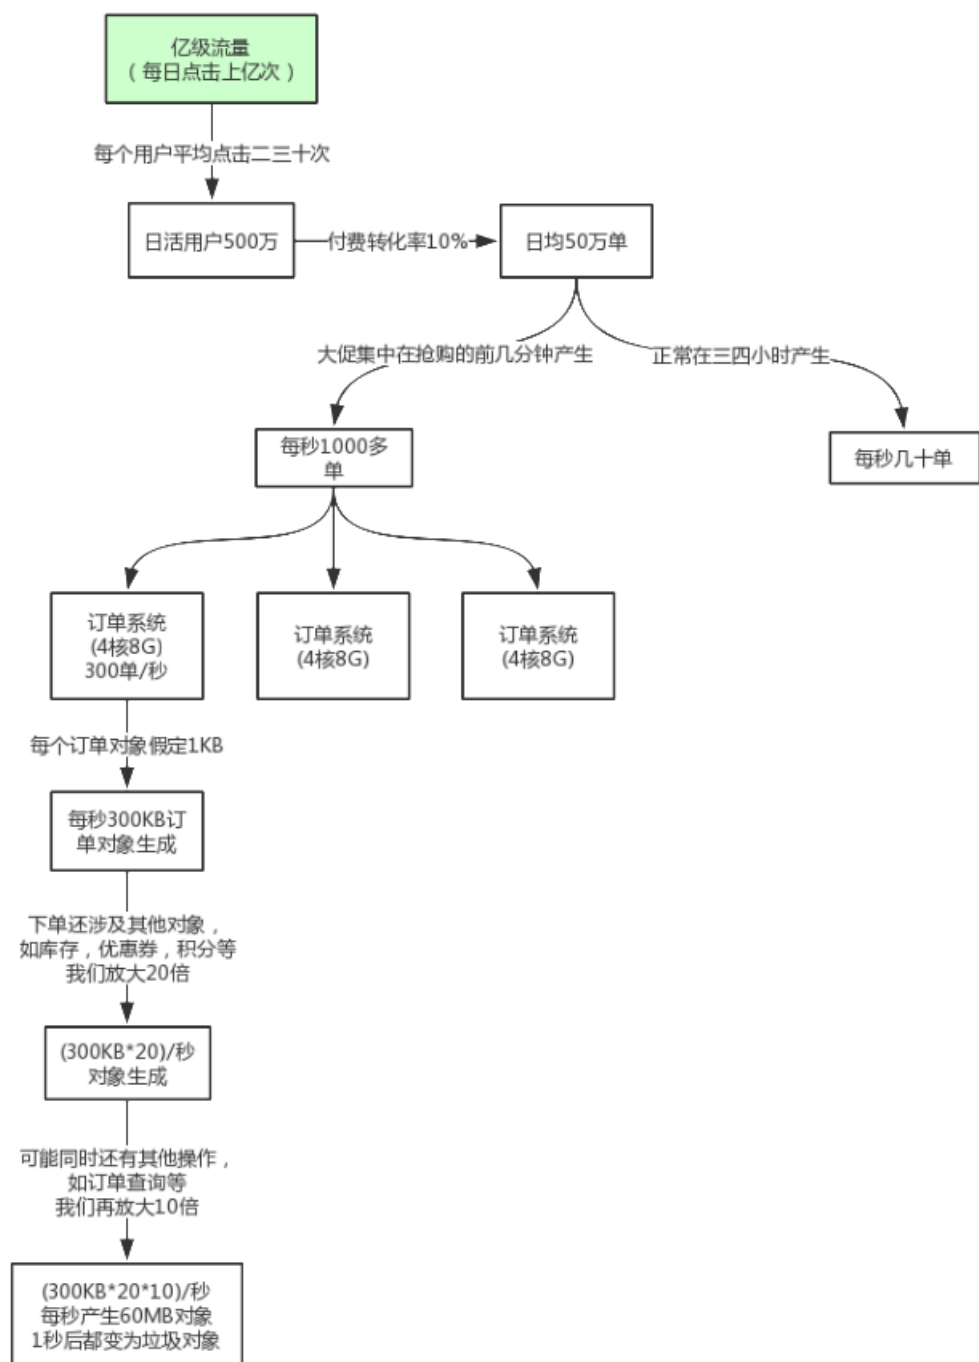 亿级流量
（每日点击上亿次）
每个用户平均点击二三十次
日活用户500万
付费转化率10%
日均50万单
大促集中在抢购的前几分钟产生
正常在三四小时产生
每秒1000多
单
每秒几十单
订单系统
(4核8G)
300单/秒
订单系统
(4核8G)
订单系统
(4核8G)
每个订单对象假定1KB
每秒300KB订
单对象生成
下单还涉及其他对象，
如库存，优惠券，积分等
我们放大20倍
(300KB*20)/秒
对象生成
可能同时还有其他操作，
如订单查询等
我们再放大10倍
(300KB*20*10)/秒
每秒产生60MB对象
1秒后都变为垃圾对象